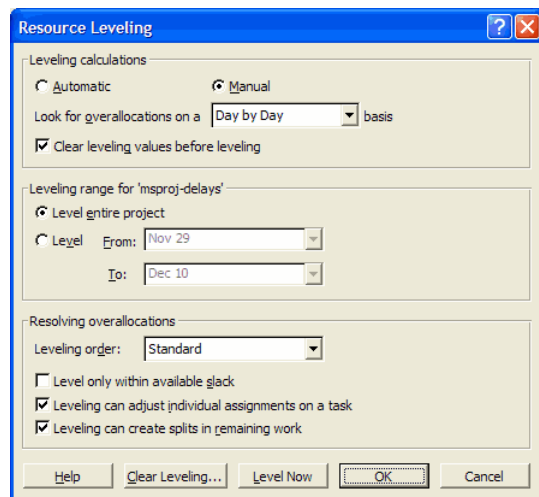 Resource Leveling
Leveling calculations
Automatic Manual
Look for overallocations on a Day by Day basis
Clear leveling values before leveling
Leveling range for 'msproj-delays'
Level entire project
Level From: Nov 29
To: Dec 10
Resolving overallocations
Leveling order: Standard
Level only within available slack
Leveling can adjust individual assignments on a task
Leveling can create splits in remaining work
Help Clear Leveling... Level Now OK Cancel